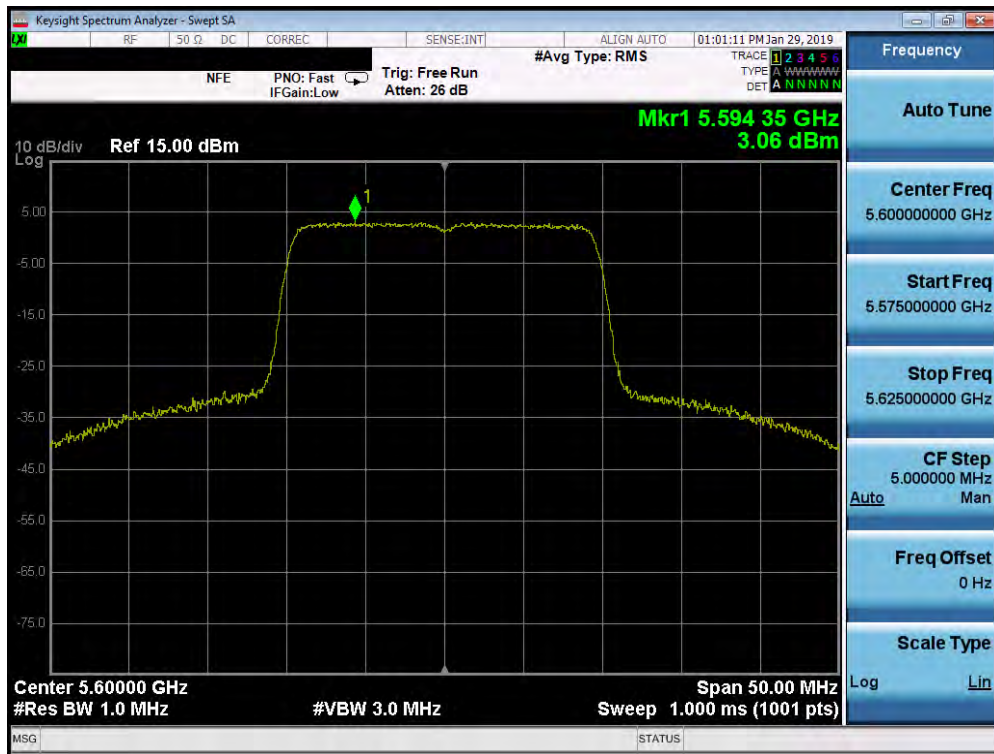 Keysight Spectrum Analyzer - Swept SA
LXI RF 50 Ω DC CORREC SENSE:INT ALIGN AUTO 01:01:11 PM Jan 29, 2019
NFE PNO: Fast Trig: Free Run #Avg Type: RMS TRACE 1 2 3 4 5 6
IFGain:Low Atten: 26 dB TYPE A WWWWW
DET A N N N N N
Mkr1 5.594 35 GHz
3.06 dBm
10 dB/div Ref 15.00 dBm
Log
1
5.00
-5.00
-15.0
-25.0
-35.0
-45.0
-55.0
-65.0
-75.0
Center 5.60000 GHz Span 50.00 MHz
#Res BW 1.0 MHz #VBW 3.0 MHz Sweep 1.000 ms (1001 pts)
MSG STATUS
Frequency
Auto Tune
Center Freq
5.600000000 GHz
Start Freq
5.575000000 GHz
Stop Freq
5.625000000 GHz
CF Step
5.000000 MHz
Auto Man
Freq Offset
0 Hz
Scale Type
Log Lin